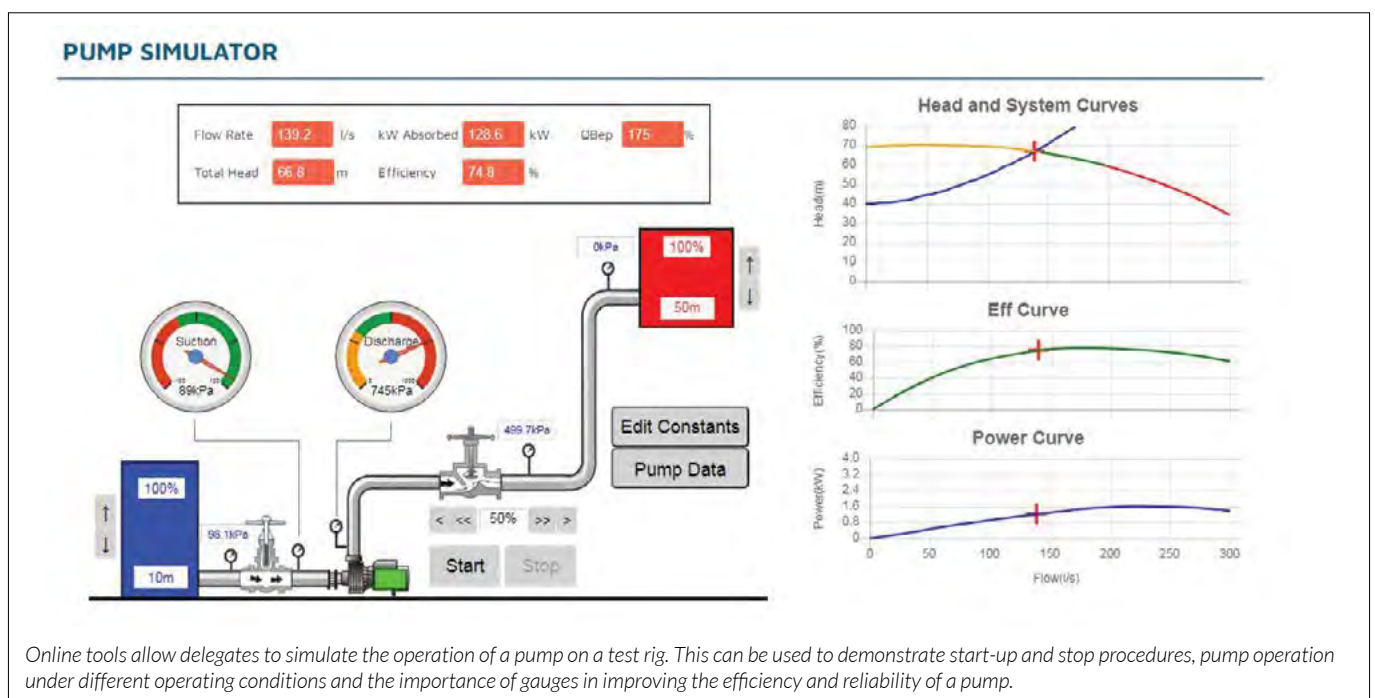 PUMP SIMULATOR
Flow Rate 139.2 l/s kW Absorbed 128.6 kW QBep 175 %
Total Head 66.8 m Efficiency 74.8 %
Head and System Curves
80
70
60
50
40
30
20
10
0
Head(m)
0kPa
100%
↑
↓
50m
Suction
-100 150
89kPa
Discharge
0 1000
745kPa
Eff Curve
100
80
60
40
20
0
Efficiency(%)
499.7kPa
Edit Constants
Pump Data
Power Curve
4.0
3.2
2.4
1.6
0.8
0
Power(kW)
0 50 100 150 200 250 300
Flow(l/s)
100%
↑
↓
98.1kPa
10m
< << 50% >> >
Start Stop
Online tools allow delegates to simulate the operation of a pump on a test rig. This can be used to demonstrate start-up and stop procedures, pump operation
under different operating conditions and the importance of gauges in improving the efficiency and reliability of a pump.